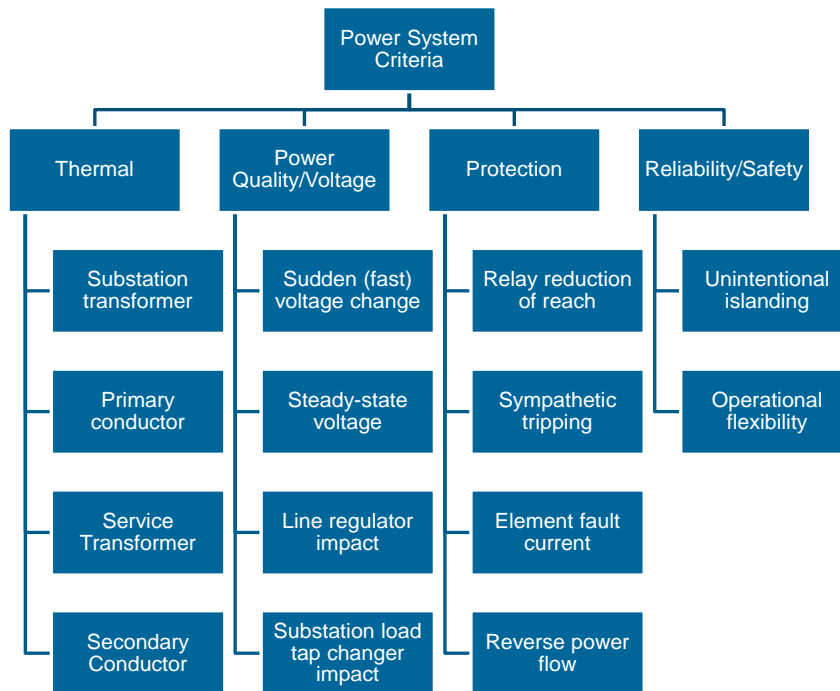 Power System
Criteria
Thermal
Power
Quality/Voltage
Protection
Reliability/Safety
Substation
transformer
Sudden (fast)
voltage change
Relay reduction
of reach
Unintentional
islanding
Primary
conductor
Steady-state
voltage
Sympathetic
tripping
Operational
flexibility
Service
Transformer
Line regulator
impact
Element fault
current
Secondary
Conductor
Substation load
tap changer
impact
Reverse power
flow